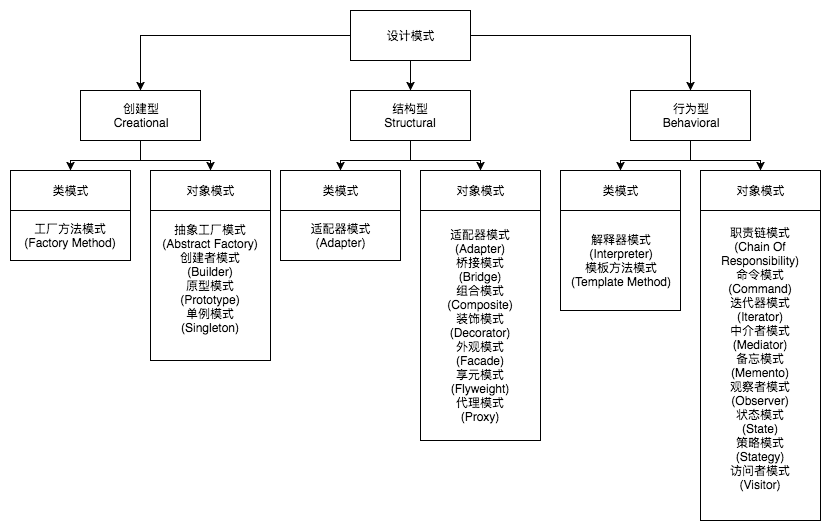 设计模式
创建型
Creational
结构型
Structural
行为型
Behavioral
类模式
工厂方法模式
(Factory Method)
对象模式
抽象工厂模式
(Abstract Factory)
创建者模式
(Builder)
原型模式
(Prototype)
单例模式
(Singleton)
类模式
适配器模式
(Adapter)
对象模式
适配器模式
(Adapter)
桥接模式
(Bridge)
组合模式
(Composite)
装饰模式
(Decorator)
外观模式
(Facade)
享元模式
(Flyweight)
代理模式
(Proxy)
类模式
解释器模式
(Interpreter)
模板方法模式
(Template Method)
对象模式
职责链模式
(Chain Of
Responsibility)
命令模式
(Command)
迭代器模式
(Iterator)
中介者模式
(Mediator)
备忘模式
(Memento)
观察者模式
(Observer)
状态模式
(State)
策略模式
(Stategy)
访问者模式
(Visitor)